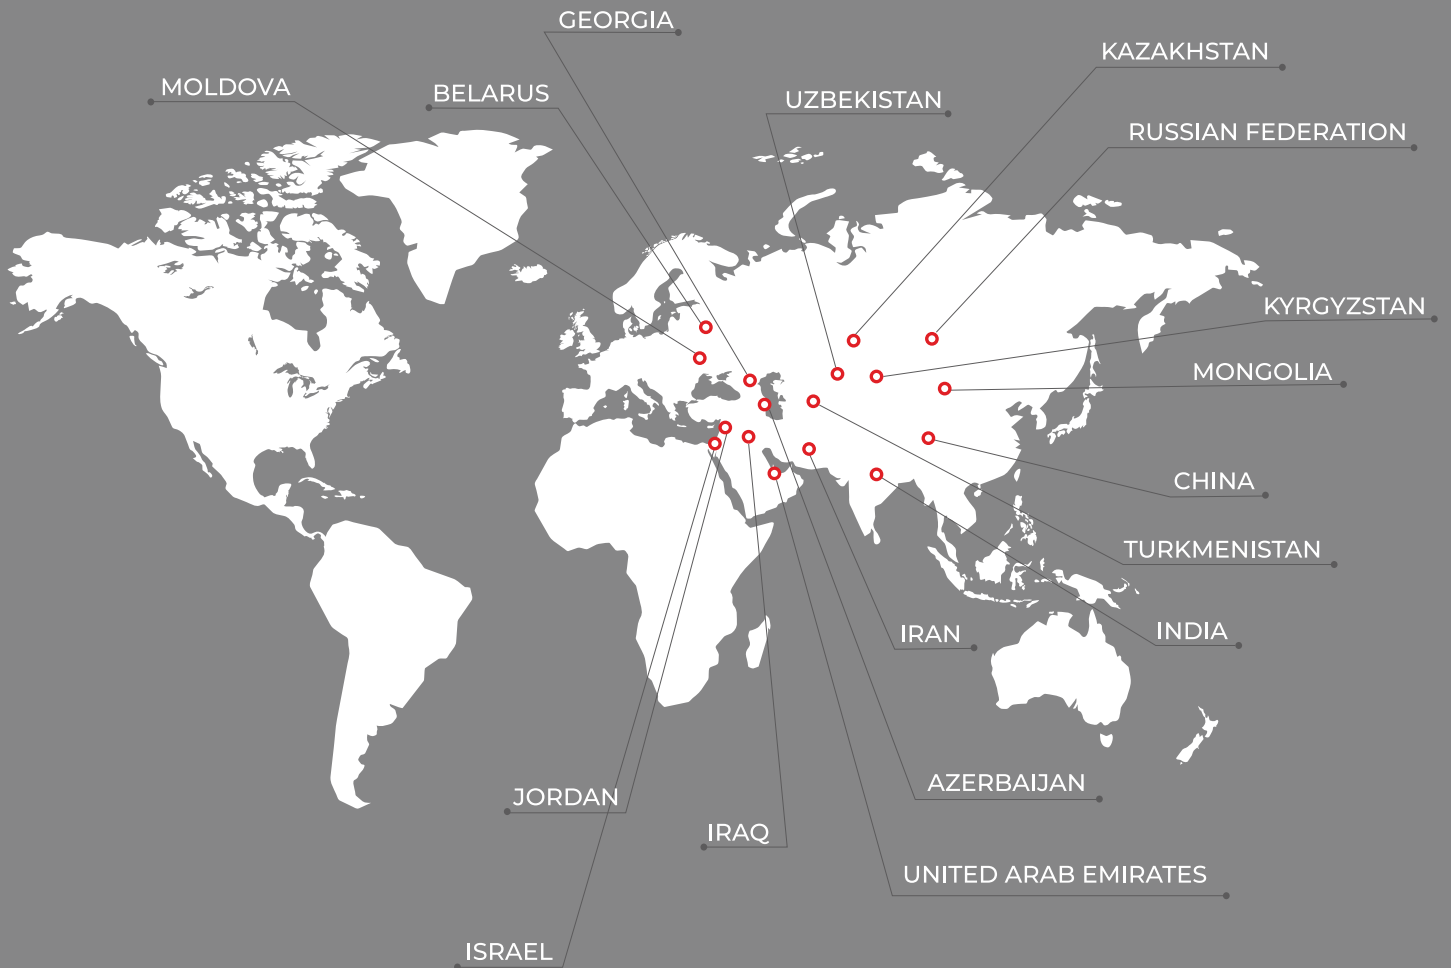 GEORGIA
KAZAKHSTAN
MOLDOVA
BELARUS
UZBEKISTAN
RUSSIAN FEDERATION
KYRGYZSTAN
MONGOLIA
CHINA
TURKMENISTAN
INDIA
IRAN
AZERBAIJAN
JORDAN
IRAQ
UNITED ARAB EMIRATES
ISRAEL